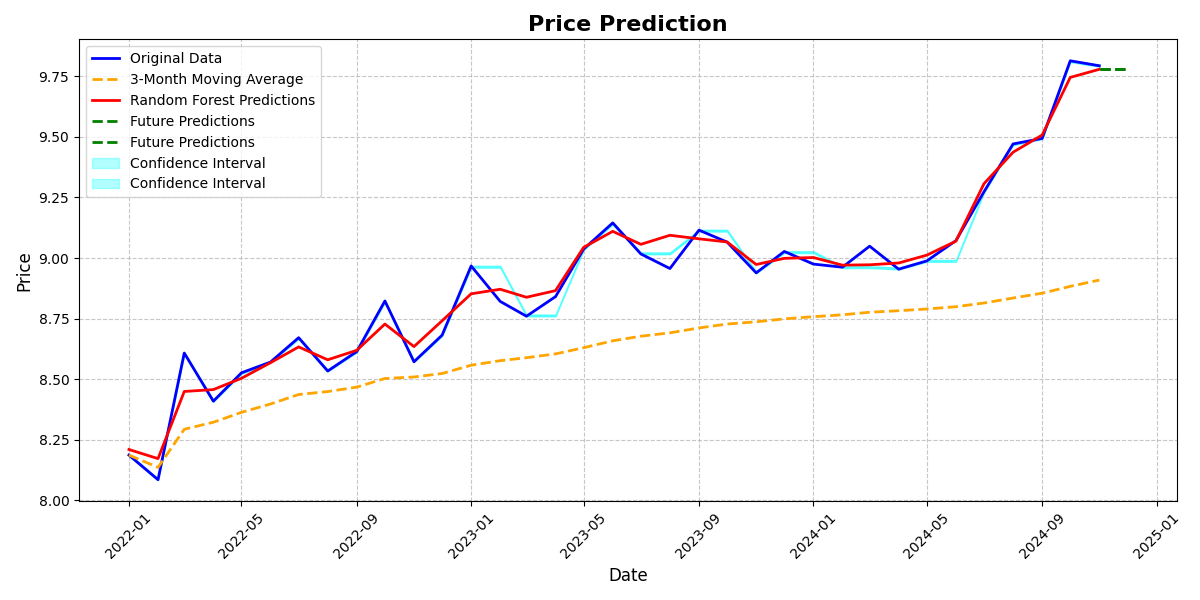 Price Prediction
Original Data
3-Month Moving Average
Random Forest Predictions
Future Predictions
Future Predictions
Confidence Interval
Confidence Interval
9.75
9.50
9.25
9.00
8.75
8.50
8.25
8.00
Price
2022-01
2022-05
2022-09
2023-01
2023-05
2023-09
2024-01
2024-05
2024-09
2025-01
Date